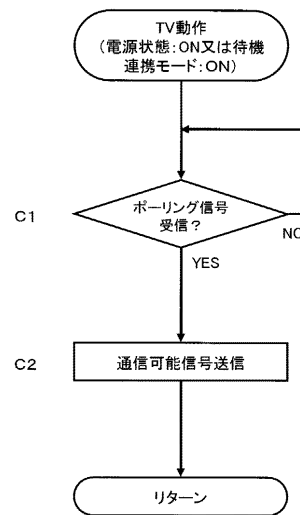 TV動作
(電源状態:ON又は待機
連携モード:ON)
C1
ポーリング信号
受信?
NO
YES
C2
通信可能信号送信
リターン